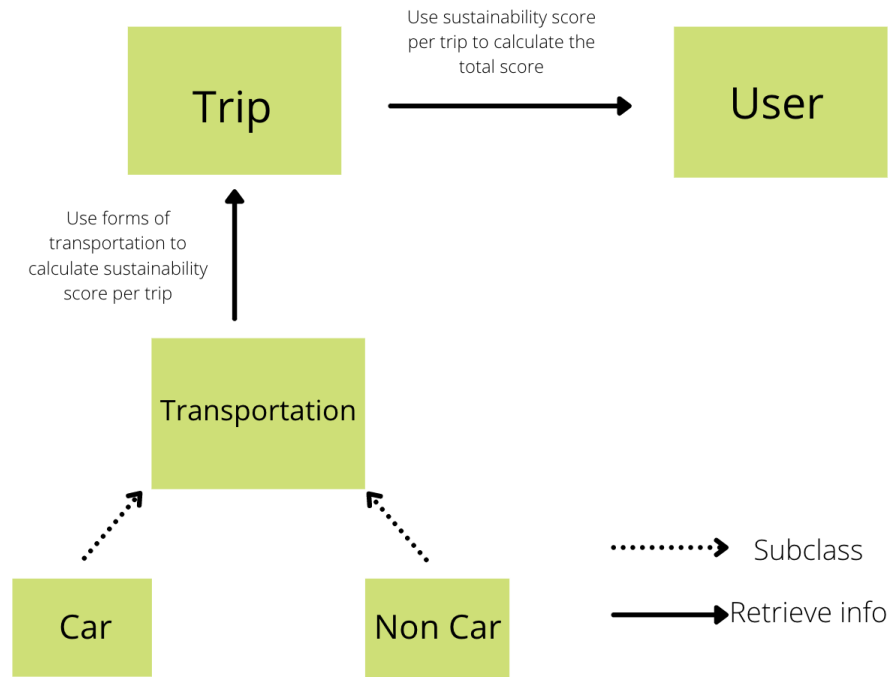 Use sustainability score
per trip to calculate the
total score
Trip
User
Use forms of
transportation to
calculate sustainability
score per trip
Transportation
Subclass
Car
Non Car
Retrieve info